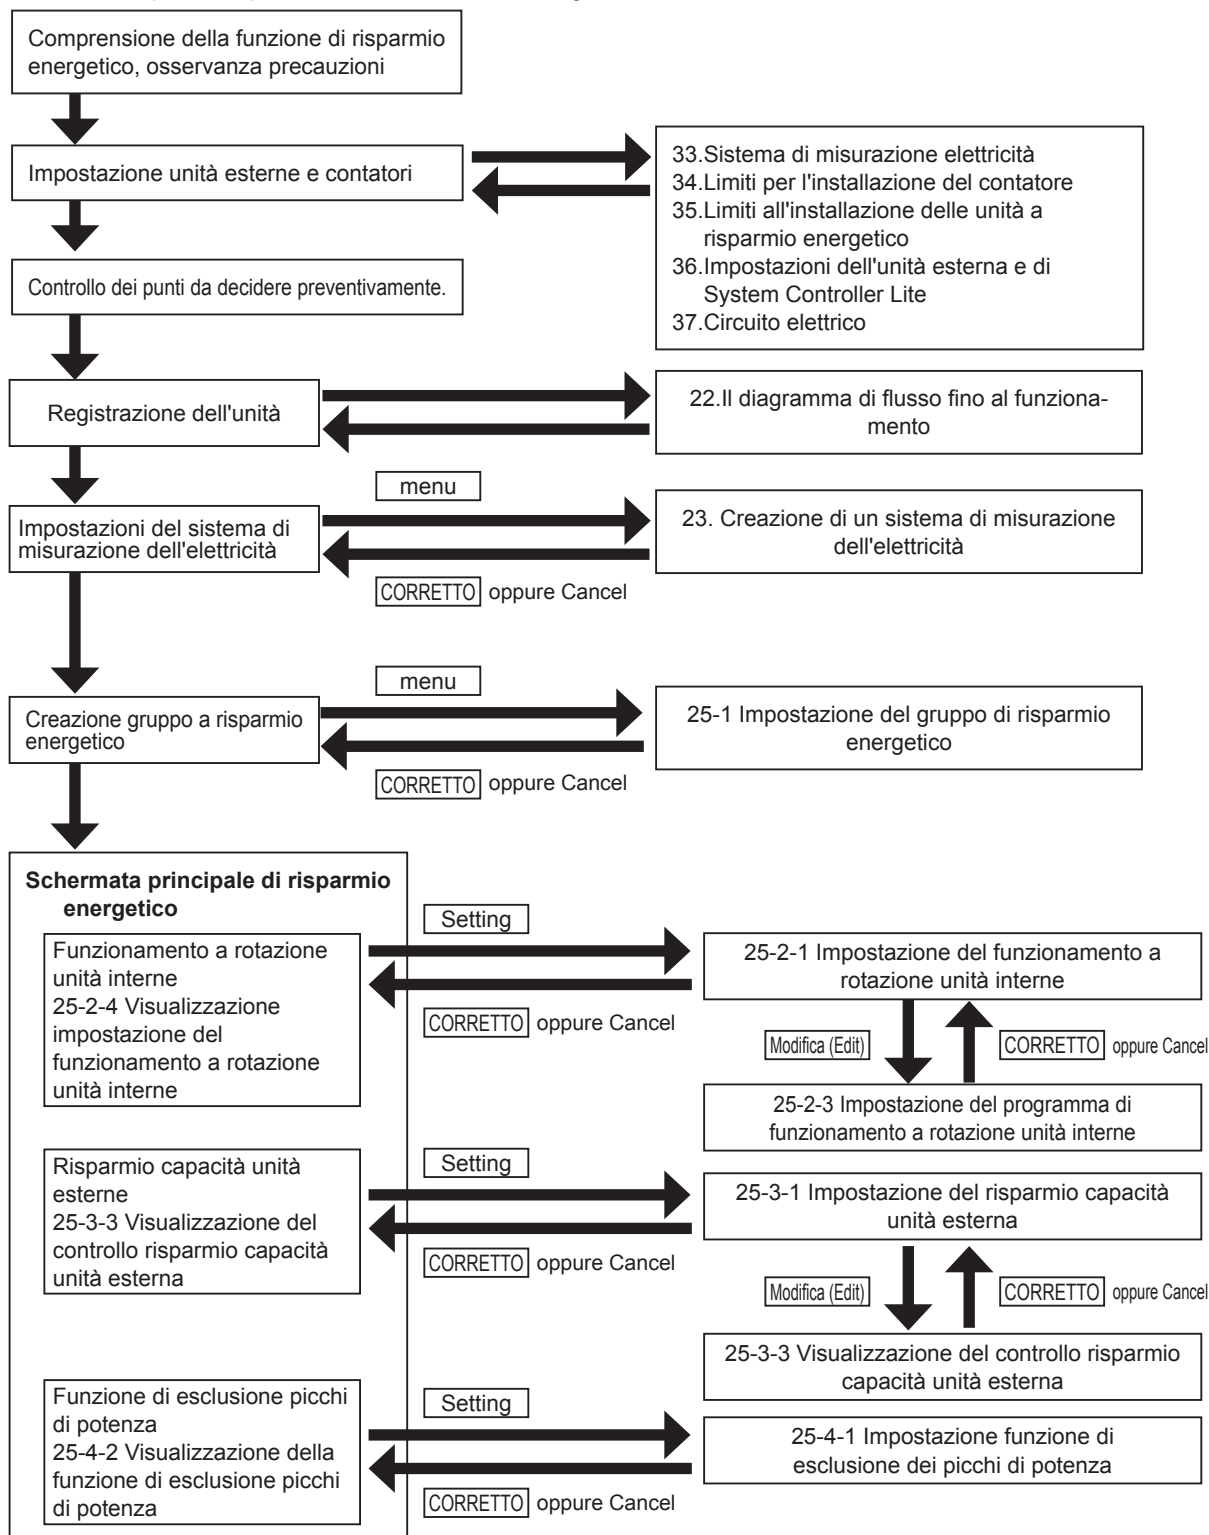 Comprensione della funzione di risparmio
energetico, osservanza precauzioni
Impostazione unità esterne e contatori
33.Sistema di misurazione elettricità
34.Limiti per l'installazione del contatore
35.Limiti all'installazione delle unità a
risparmio energetico
36.Impostazioni dell'unità esterna e di
System Controller Lite
37.Circuito elettrico
Controllo dei punti da decidere preventivamente.
Registrazione dell'unità
22.Il diagramma di flusso fino al funziona-
mento
menu
Impostazioni del sistema di
misurazione dell'elettricità
23. Creazione di un sistema di misurazione
dell'elettricità
CORRETTO oppure Cancel
menu
Creazione gruppo a risparmio
energetico
25-1 Impostazione del gruppo di risparmio
energetico
CORRETTO oppure Cancel
Schermata principale di risparmio
energetico
Setting
Funzionamento a rotazione
unità interne
25-2-4 Visualizzazione
impostazione del
funzionamento a rotazione
unità interne
25-2-1 Impostazione del funzionamento a
rotazione unità interne
CORRETTO oppure Cancel
Modifica (Edit)
CORRETTO oppure Cancel
25-2-3 Impostazione del programma di
funzionamento a rotazione unità interne
Setting
Risparmio capacità unità
esterne
25-3-3 Visualizzazione del
controllo risparmio capacità
unità esterna
25-3-1 Impostazione del risparmio capacità
unità esterna
CORRETTO oppure Cancel
Modifica (Edit)
CORRETTO oppure Cancel
25-3-3 Visualizzazione del controllo risparmio
capacità unità esterna
Setting
Funzione di esclusione picchi
di potenza
25-4-2 Visualizzazione della
funzione di esclusione picchi
di potenza
25-4-1 Impostazione funzione di
esclusione dei picchi di potenza
CORRETTO oppure Cancel